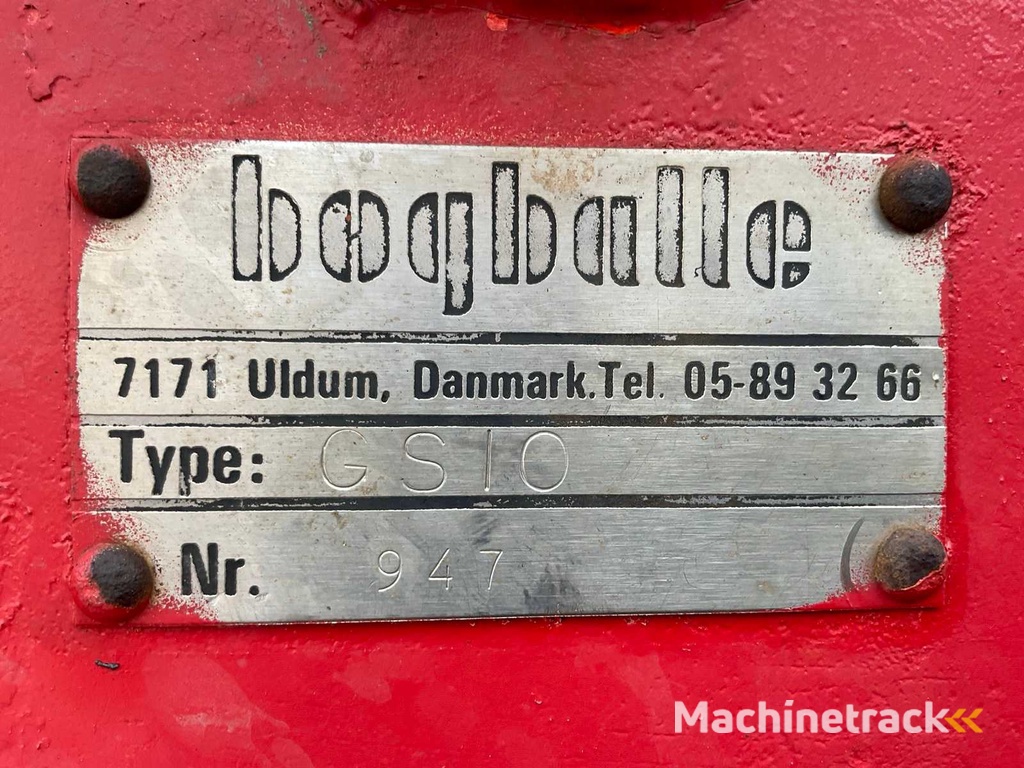 bogballe
7171 Uldum, Danmark. Tel. 05-89 32 66
Type: GS10
Nr. 947
Machinetrack